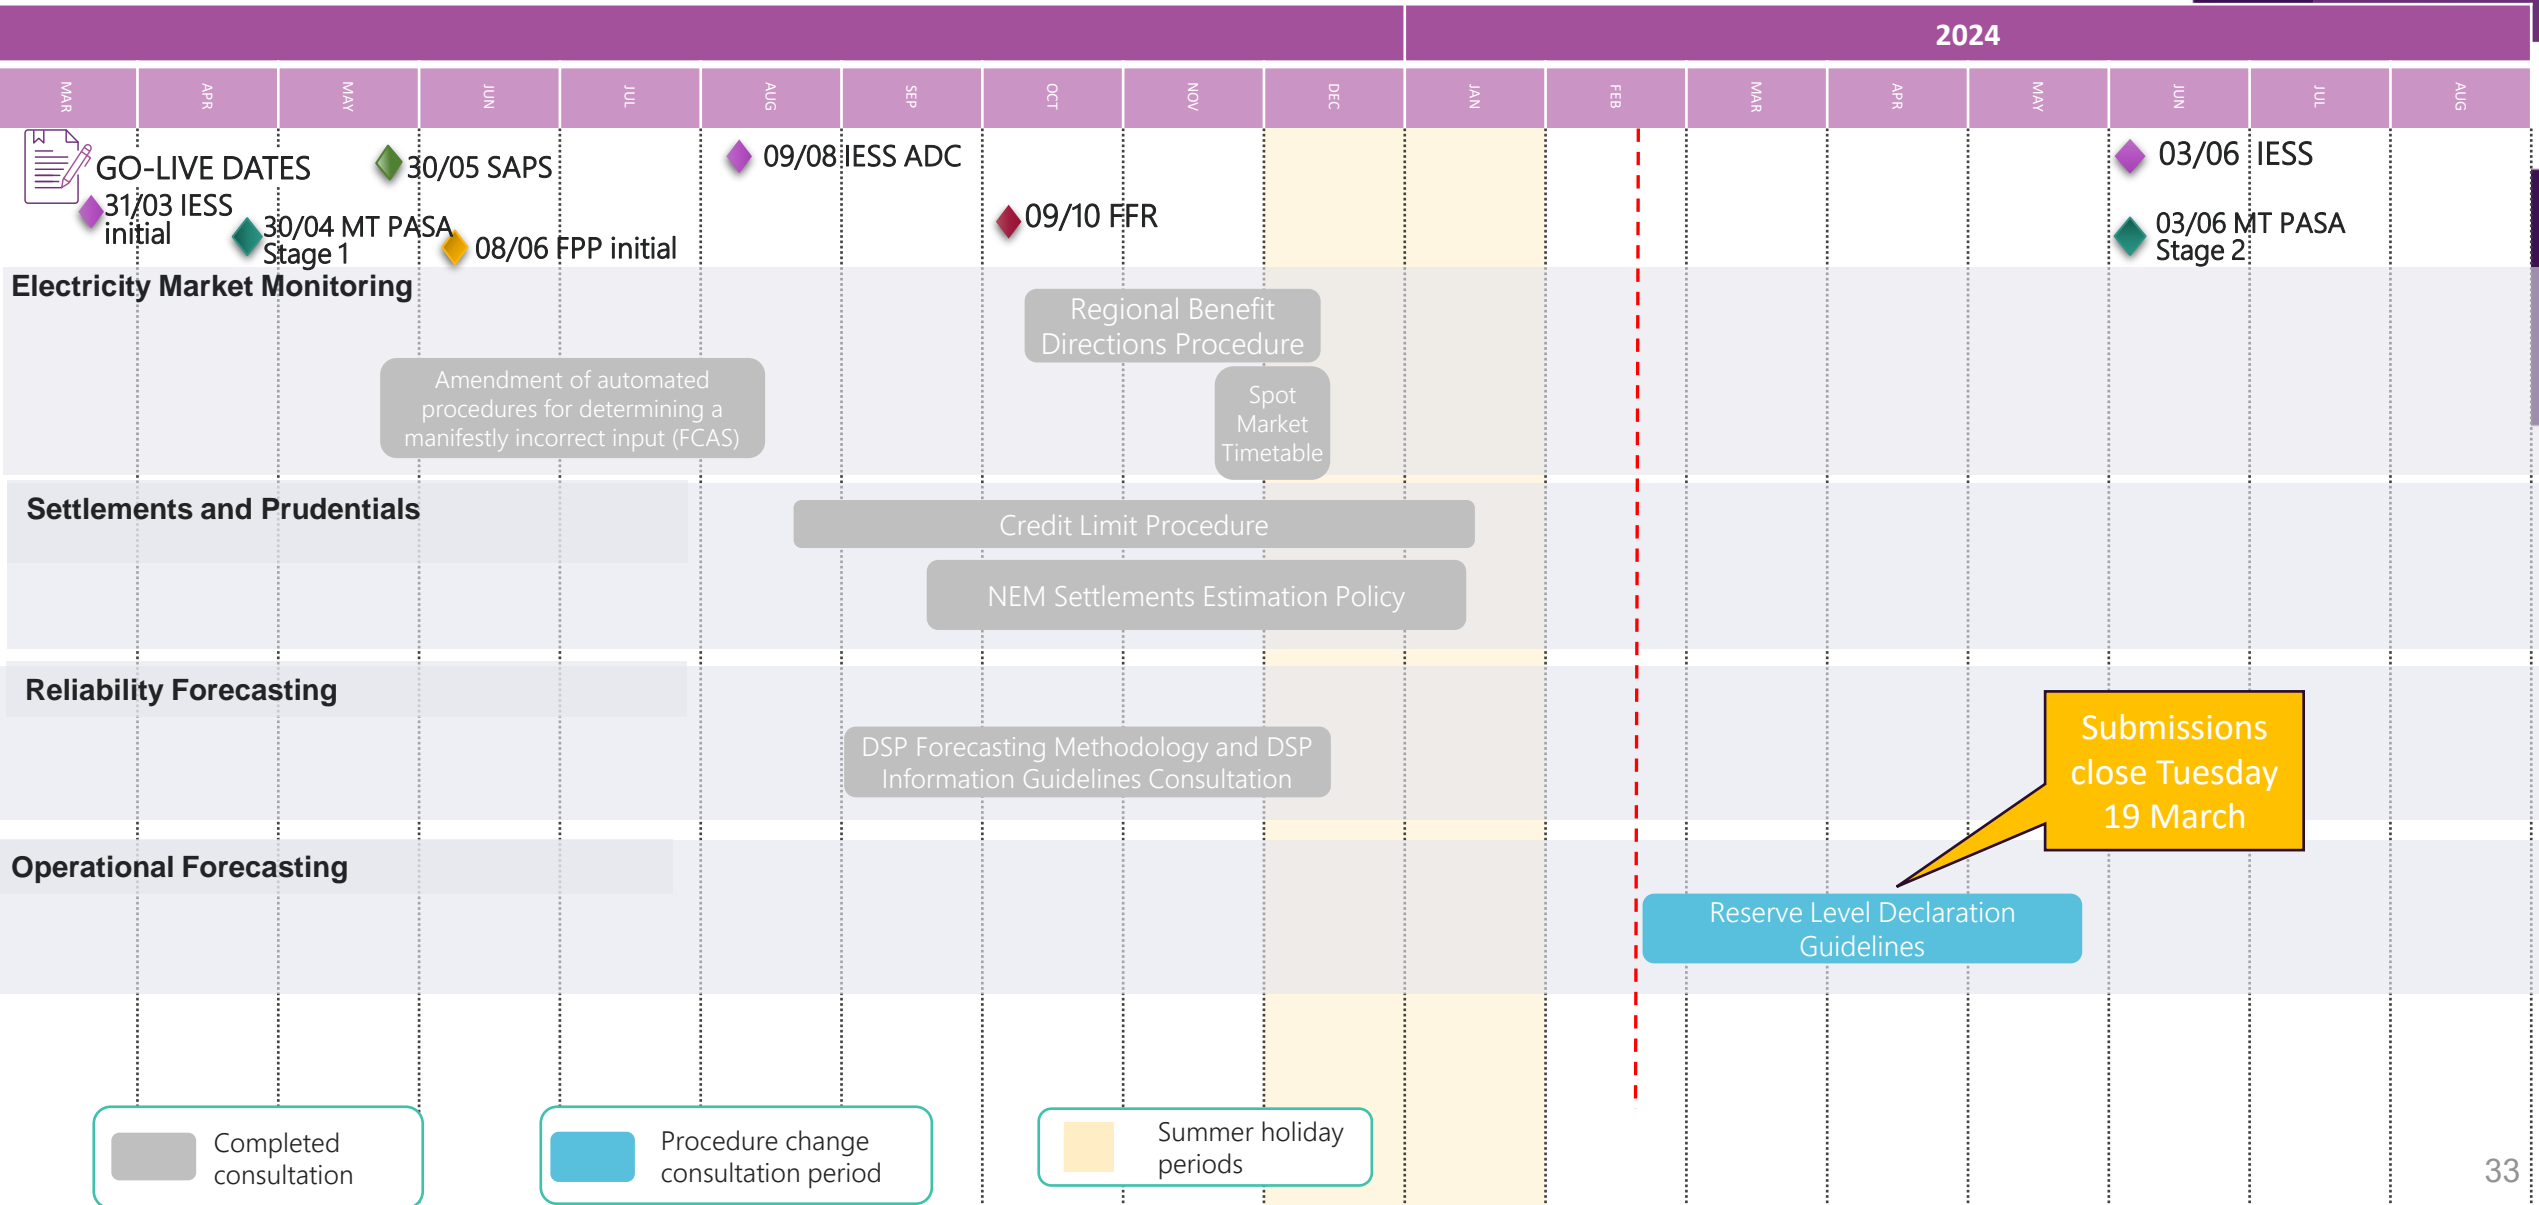 2024
MAR
APR
MAY
JUN
JUL
AUG
SEP
OCT
NOV
DEC
JAN
FEB
MAR
APR
MAY
JUN
JUL
AUG
GO-LIVE DATES
31/03 IESS
initial
30/04 MT PASA
Stage 1
30/05 SAPS
08/06 FPP initial
09/08 IESS ADC
09/10 FFR
03/06 IESS
03/06 MT PASA
Stage 2
Electricity Market Monitoring
Regional Benefit
Directions Procedure
Amendment of automated
procedures for determining a
manifestly incorrect input (FCAS)
Spot
Market
Timetable
Settlements and Prudentials
Credit Limit Procedure
NEM Settlements Estimation Policy
Reliability Forecasting
DSP Forecasting Methodology and DSP
Information Guidelines Consultation
Submissions
close Tuesday
19 March
Operational Forecasting
Reserve Level Declaration
Guidelines
Completed
consultation
Procedure change
consultation period
Summer holiday
periods
33